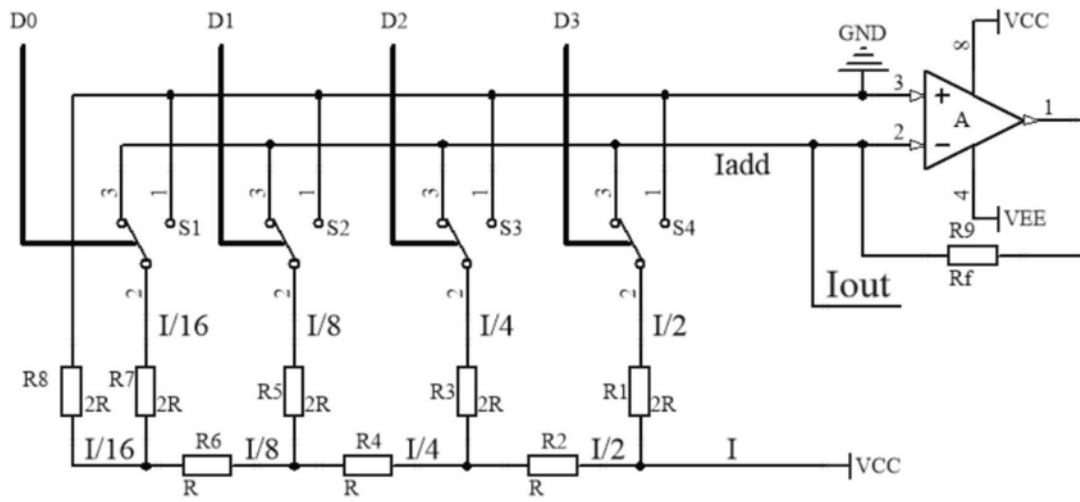 D0 D1 D2 D3
GND
8
VCC
3
+
A
1
2
−
Iadd
4
VEE
3 1 3 1 3 1 3 1
S1 S2 S3 S4
R9
Rf
Iout
2 2 2 2
I/16 I/8 I/4 I/2
R8 R7 R5 R3 R1
2R 2R 2R 2R 2R
I/16 R6 I/8 R4 I/4 R2 I/2 I
VCC
R R R